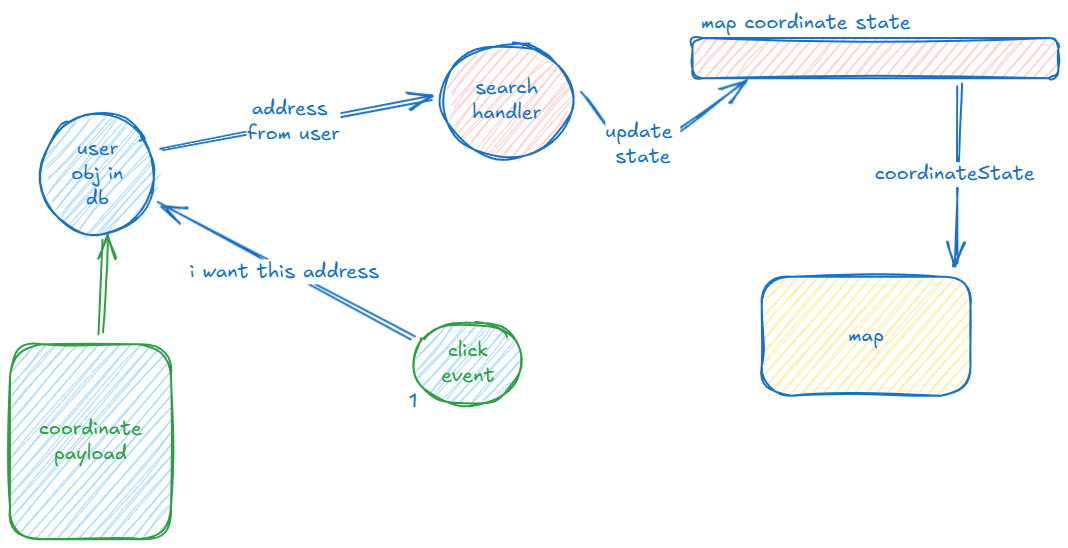 map coordinate state
search
handler
address
from user
update
state
user
obj in
db
coordinateState
i want this address
click
event
1
map
coordinate
payload